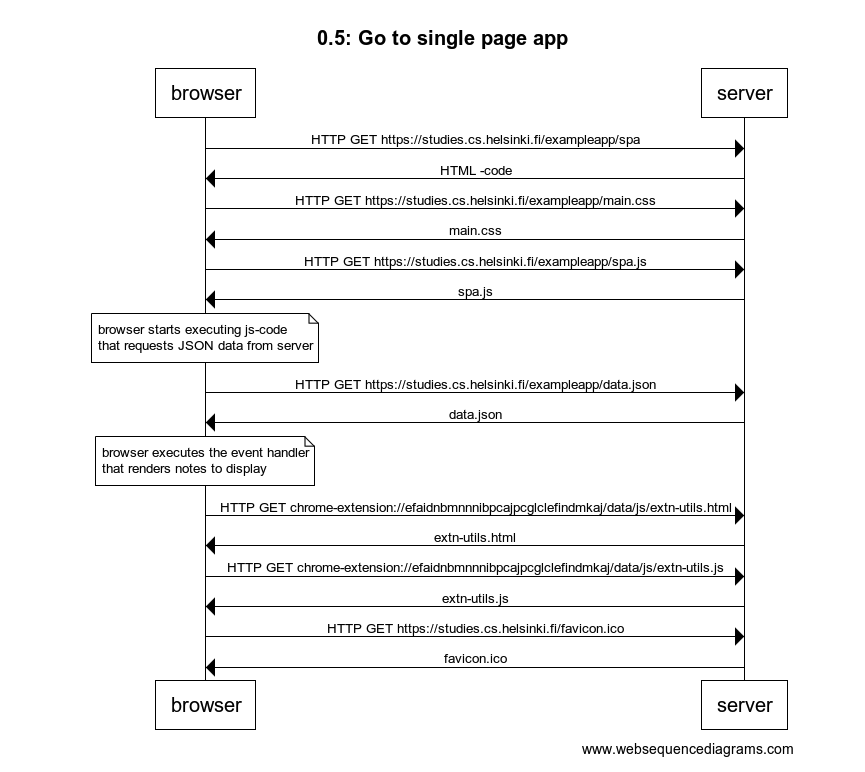 0.5: Go to single page app
browser
server
HTTP GET https://studies.cs.helsinki.fi/exampleapp/spa
HTML -code
HTTP GET https://studies.cs.helsinki.fi/exampleapp/main.css
main.css
HTTP GET https://studies.cs.helsinki.fi/exampleapp/spa.js
spa.js
browser starts executing js-code
that requests JSON data from server
HTTP GET https://studies.cs.helsinki.fi/exampleapp/data.json
data.json
browser executes the event handler
that renders notes to display
HTTP GET chrome-extension://efaidnbmnnnibpcajpcglclefindmkaj/data/js/extn-utils.html
extn-utils.html
HTTP GET chrome-extension://efaidnbmnnnibpcajpcglclefindmkaj/data/js/extn-utils.js
extn-utils.js
HTTP GET https://studies.cs.helsinki.fi/favicon.ico
favicon.ico
browser
server
www.websequencediagrams.com